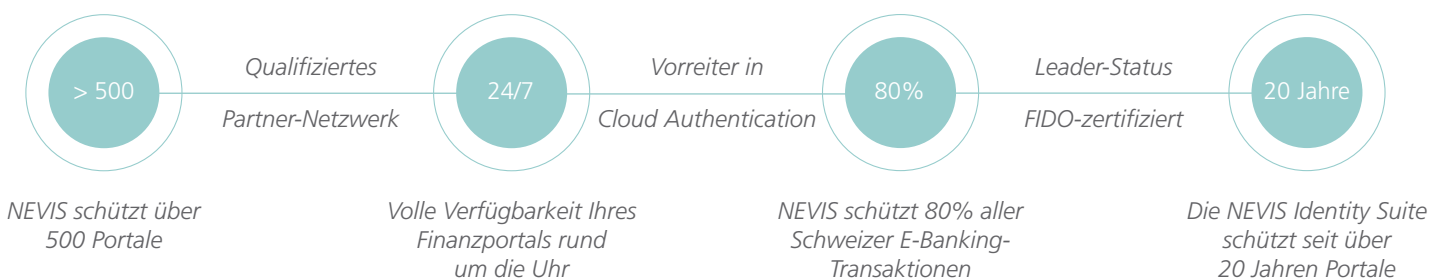 > 500
Qualifiziertes
Partner-Netzwerk
24/7
Vorreiter in
Cloud Authentication
80%
Leader-Status
FIDO-zertifiziert
20 Jahre
NEVIS schützt über
500 Portale
Volle Verfügbarkeit Ihres
Finanzportals rund
um die Uhr
NEVIS schützt 80% aller
Schweizer E-Banking-
Transaktionen
Die NEVIS Identity Suite
schützt seit über
20 Jahren Portale